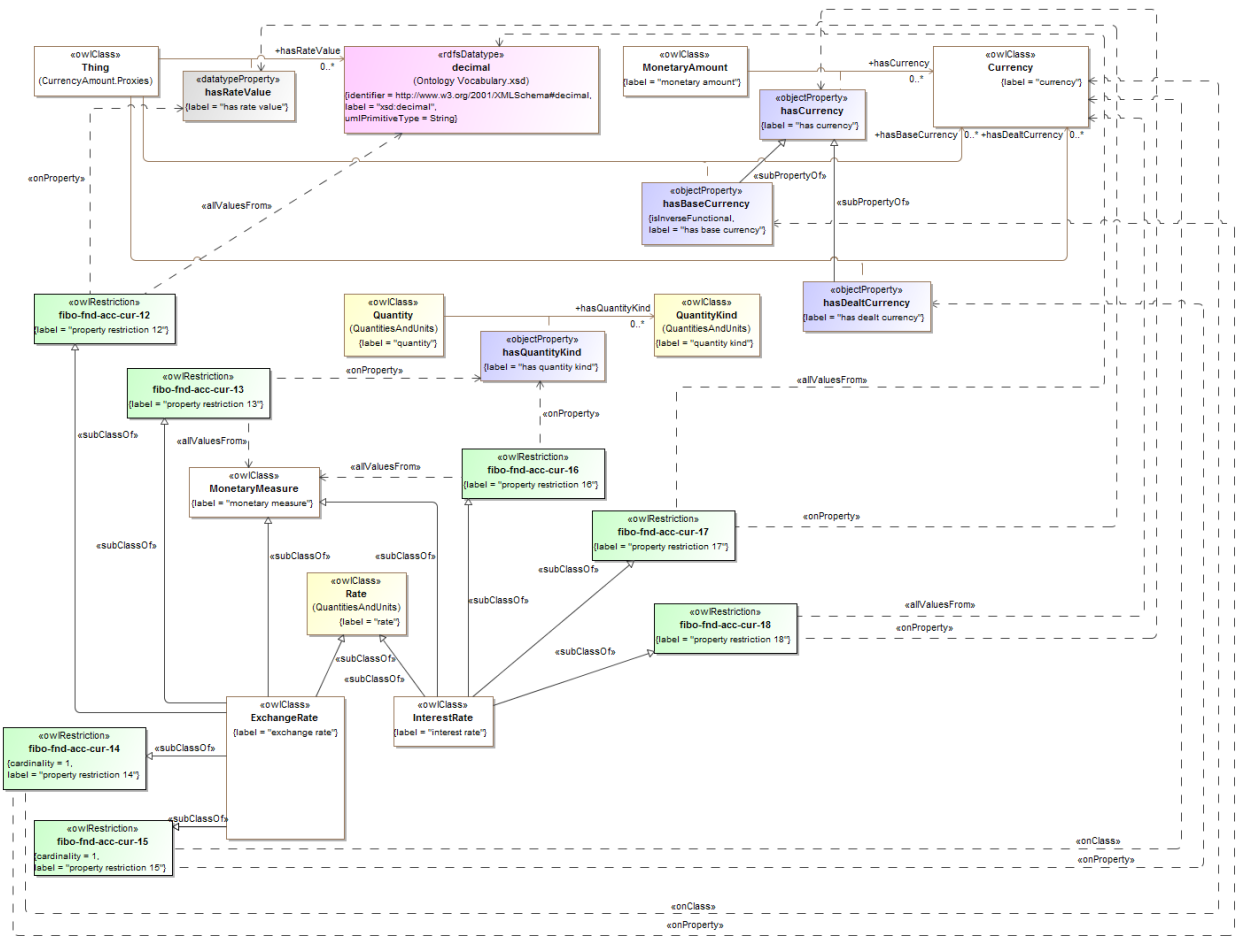 «owlClass»
Thing
(CurrencyAmount.Proxies)
+hasRateValue
0..*
«datatypeProperty»
hasRateValue
{label = "has rate value"}
«rdfsDatatype»
decimal
(Ontology Vocabulary.xsd)
{identifier = http://www.w3.org/2001/XMLSchema#decimal,
label = "xsd:decimal",
umlPrimitiveType = String}
«owlClass»
MonetaryAmount
{label = "monetary amount"}
+hasCurrency
0..*
«owlClass»
Currency
{label = "currency"}
«objectProperty»
hasCurrency
{label = "has currency"}
+hasBaseCurrency
0..*
+hasDealtCurrency
0..*
«onProperty»
«allValuesFrom»
«subPropertyOf»
«objectProperty»
hasBaseCurrency
{isInverseFunctional,
label = "has base currency"}
«subPropertyOf»
«objectProperty»
hasDealtCurrency
{label = "has dealt currency"}
«owlRestriction»
fibo-fnd-acc-cur-12
{label = "property restriction 12"}
«owlClass»
Quantity
(QuantitiesAndUnits)
{label = "quantity"}
+hasQuantityKind
0..*
«owlClass»
QuantityKind
(QuantitiesAndUnits)
{label = "quantity kind"}
«objectProperty»
hasQuantityKind
{label = "has quantity kind"}
«owlRestriction»
fibo-fnd-acc-cur-13
{label = "property restriction 13"}
«onProperty»
«allValuesFrom»
«onProperty»
«subClassOf»
«allValuesFrom»
«owlRestriction»
fibo-fnd-acc-cur-16
{label = "property restriction 16"}
«allValuesFrom»
«owlClass»
MonetaryMeasure
{label = "monetary measure"}
«owlRestriction»
fibo-fnd-acc-cur-17
{label = "property restriction 17"}
«onProperty»
«subClassOf»
«subClassOf»
«subClassOf»
«subClassOf»
«owlClass»
Rate
(QuantitiesAndUnits)
{label = "rate"}
«subClassOf»
«owlRestriction»
fibo-fnd-acc-cur-18
{label = "property restriction 18"}
«allValuesFrom»
«onProperty»
«subClassOf»
«subClassOf»
«subClassOf»
«owlClass»
ExchangeRate
{label = "exchange rate"}
«owlClass»
InterestRate
{label = "interest rate"}
«owlRestriction»
fibo-fnd-acc-cur-14
{cardinality = 1,
label = "property restriction 14"}
«subClassOf»
«subClassOf»
«owlRestriction»
fibo-fnd-acc-cur-15
{cardinality = 1,
label = "property restriction 15"}
«onClass»
«onProperty»
«onClass»
«onProperty»